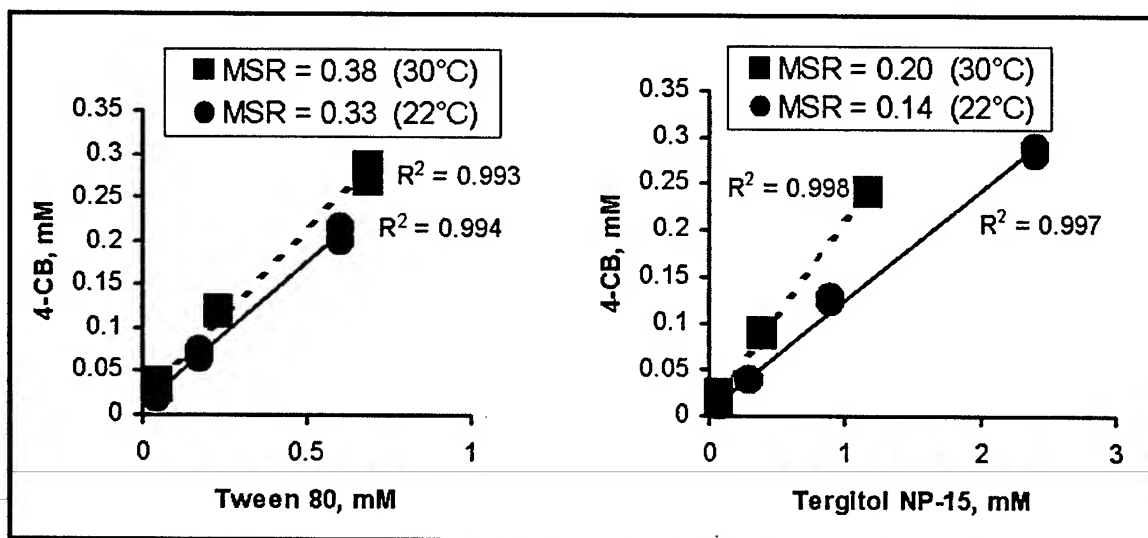 ■ MSR = 0.38 (30°C)
● MSR = 0.33 (22°C)
0.35
0.3
0.25
0.2
0.15
0.1
0.05
0
4-CB, mM
R² = 0.993
R² = 0.994
0 0.5 1
Tween 80, mM
■ MSR = 0.20 (30°C)
● MSR = 0.14 (22°C)
0.35
0.3
0.25
0.2
0.15
0.1
0.05
0
4-CB, mM
R² = 0.998
R² = 0.997
0 1 2 3
Tergitol NP-15, mM